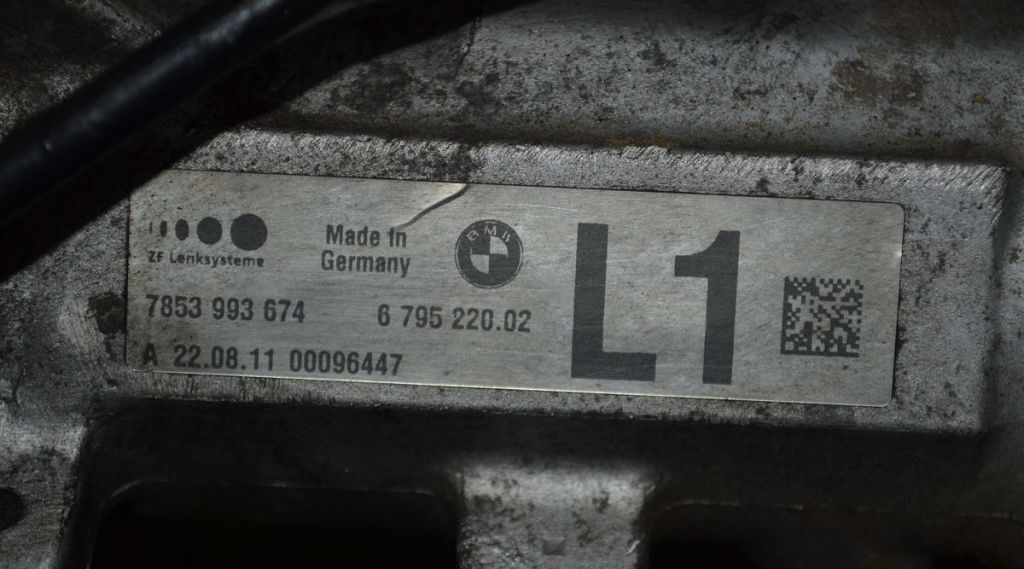 ZF Lenksysteme
Made In
Germany
BMW
L1
7853 993 674
6 795 220.02
A 22.08.11 00096447